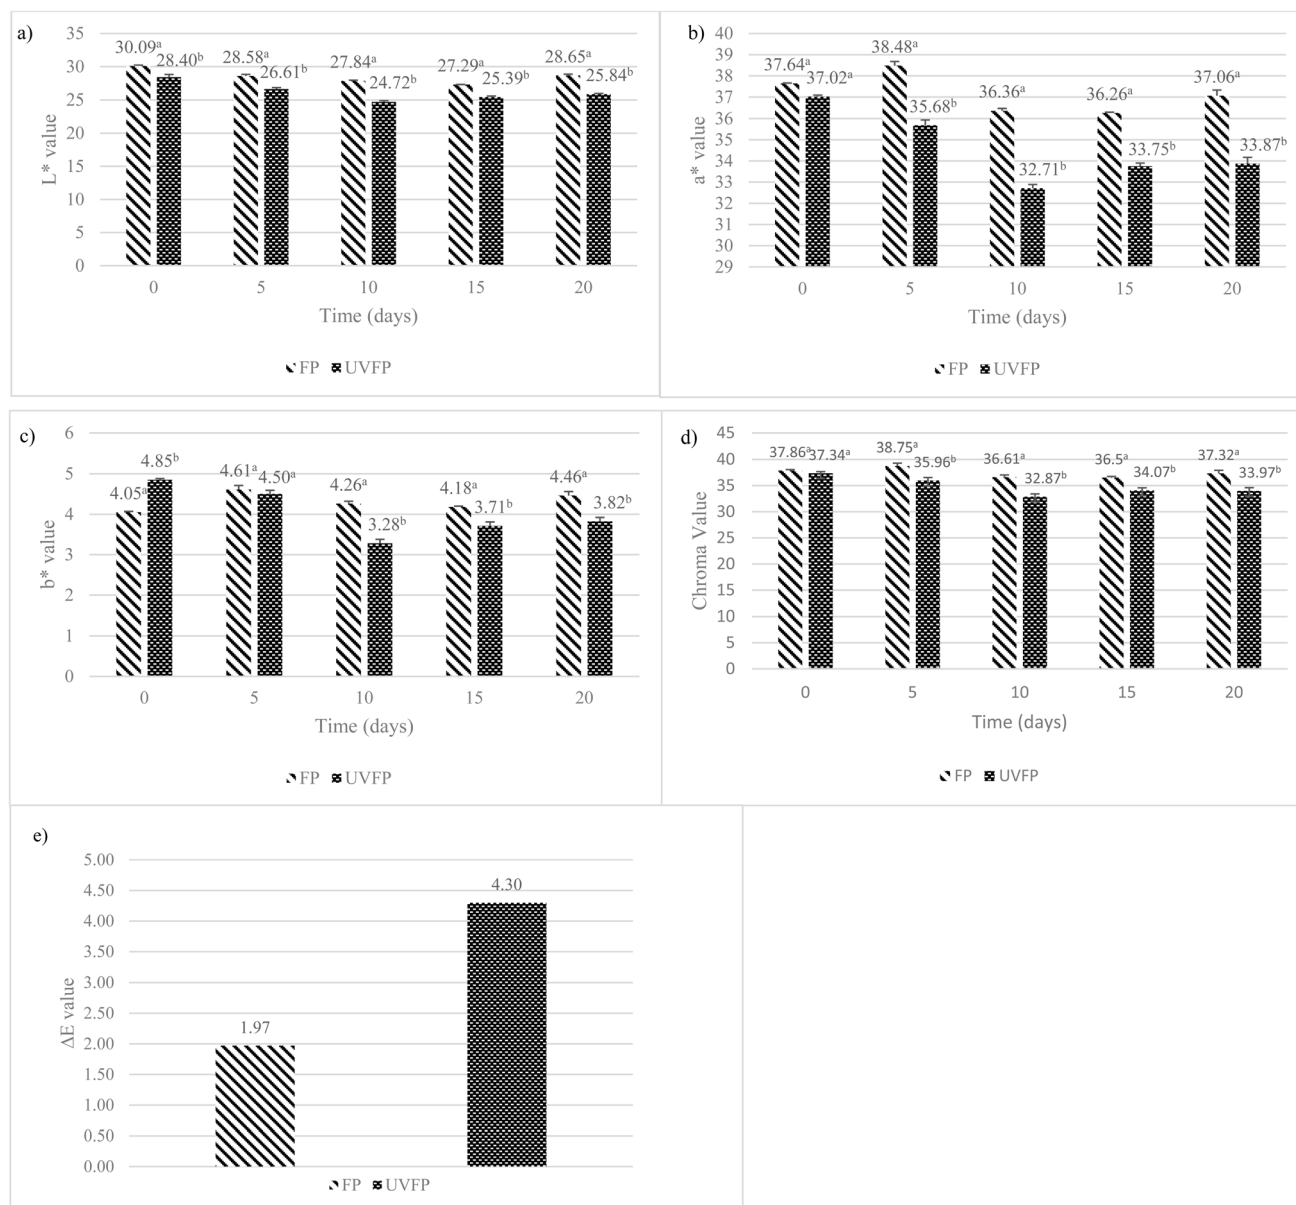 a)
35
30
25
20
15
10
5
0
L* value
30.09ᵃ 28.40ᵇ 28.58ᵃ 26.61ᵇ 27.84ᵃ 24.72ᵇ 27.29ᵃ 25.39ᵇ 28.65ᵃ 25.84ᵇ
0 5 10 15 20
Time (days)
FP UVFP
b)
40
39
38
37
36
35
34
33
32
31
30
29
a* value
37.64ᵃ 37.02ᵃ 38.48ᵃ 35.68ᵇ 36.36ᵃ 32.71ᵇ 36.26ᵃ 33.75ᵇ 37.06ᵃ 33.87ᵇ
0 5 10 15 20
Time (days)
FP UVFP
c)
6
5
4
3
2
1
0
b* value
4.05ᵃ 4.85ᵇ 4.61ᵃ 4.50ᵃ 4.26ᵃ 3.28ᵇ 4.18ᵃ 3.71ᵇ 4.46ᵃ 3.82ᵇ
0 5 10 15 20
Time (days)
FP UVFP
d)
45
40
35
30
25
20
15
10
5
0
Chroma Value
37.86ᵃ 37.34ᵃ 38.75ᵃ 35.96ᵇ 36.61ᵃ 32.87ᵇ 36.5ᵃ 34.07ᵇ 37.32ᵃ 33.97ᵇ
0 5 10 15 20
Time (days)
FP UVFP
e)
5.00
4.50
4.00
3.50
3.00
2.50
2.00
1.50
1.00
0.50
0.00
ΔE value
1.97 4.30
FP UVFP